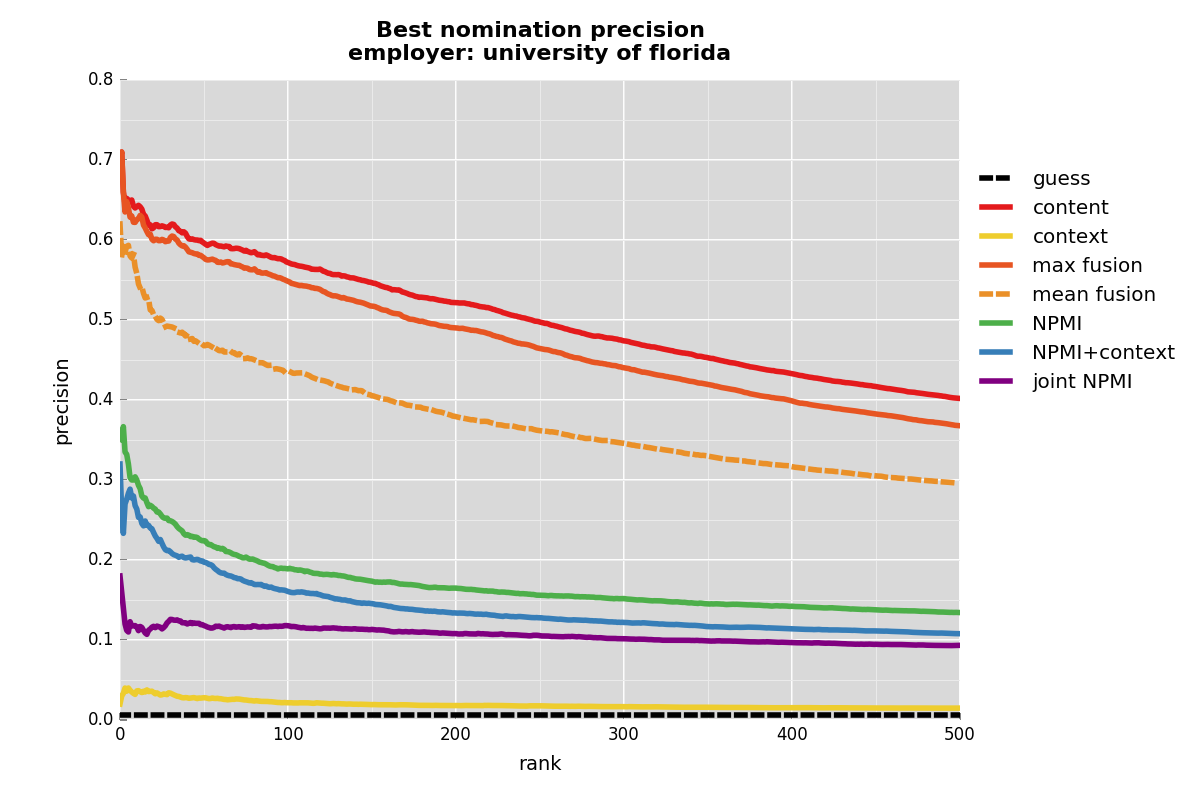 Best nomination precision
employer: university of florida
precision
0.8
0.7
0.6
0.5
0.4
0.3
0.2
0.1
0.0
0
100
200
300
400
500
rank
guess
content
context
max fusion
mean fusion
NPMI
NPMI+context
joint NPMI